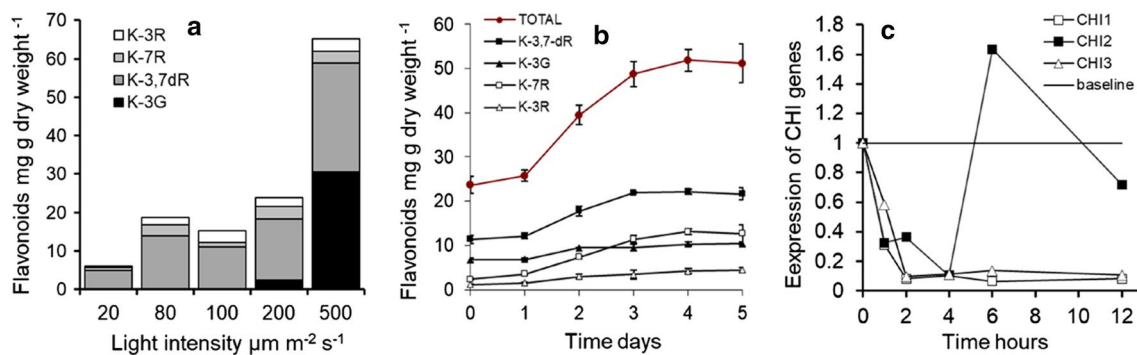 a
Flavonoids mg g dry weight -1
70
60
50
40
30
20
10
0
K-3R
K-7R
K-3,7dR
K-3G
20 80 100 200 500
Light intensity µm m-2 s-1
b
Flavonoids mg g dry weight -1
60
50
40
30
20
10
0
TOTAL
K-3,7-dR
K-3G
K-7R
K-3R
0 1 2 3 4 5
Time days
c
Eexpression of CHI genes
1.8
1.6
1.4
1.2
1
0.8
0.6
0.4
0.2
0
CHI1
CHI2
CHI3
baseline
0 2 4 6 8 10 12
Time hours